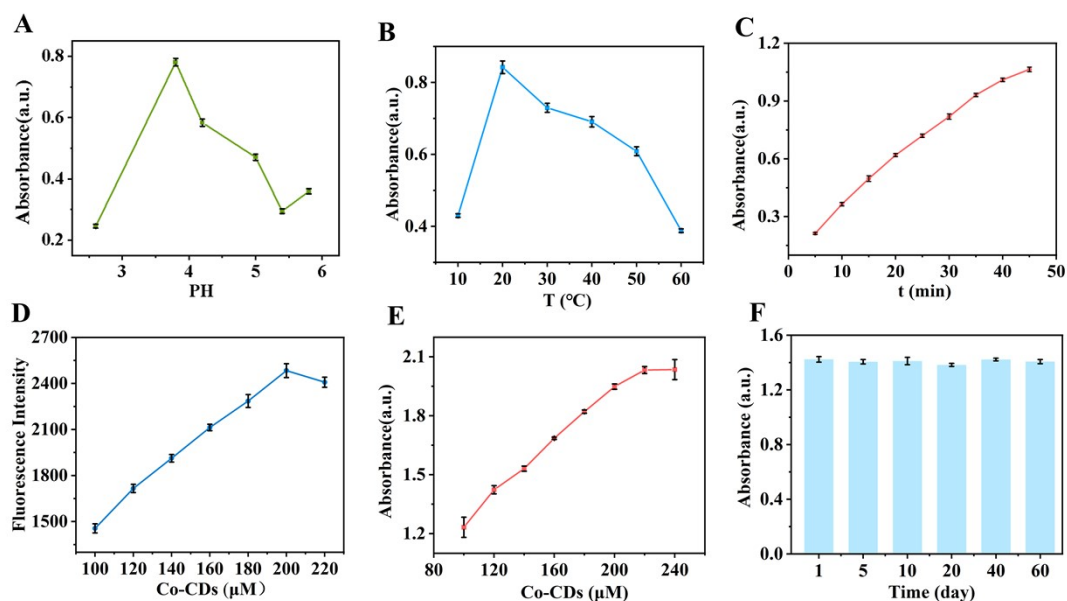 A
Absorbance(a.u.)
0.8
0.6
0.4
0.2
3 4 5 6
PH
B
Absorbance(a.u.)
0.8
0.6
0.4
10 20 30 40 50 60
T (℃)
C
Absorbance(a.u.)
1.2
0.9
0.6
0.3
0 10 20 30 40 50
t (min)
D
Fluorescence Intensity
2700
2400
2100
1800
1500
100 120 140 160 180 200 220
Co-CDs (μM）
E
Absorbance(a.u.)
2.1
1.8
1.5
1.2
80 120 160 200 240
Co-CDs (μM)
F
Absorbance (a.u.)
1.6
1.2
0.8
0.4
0.0
1 5 10 20 40 60
Time (day)